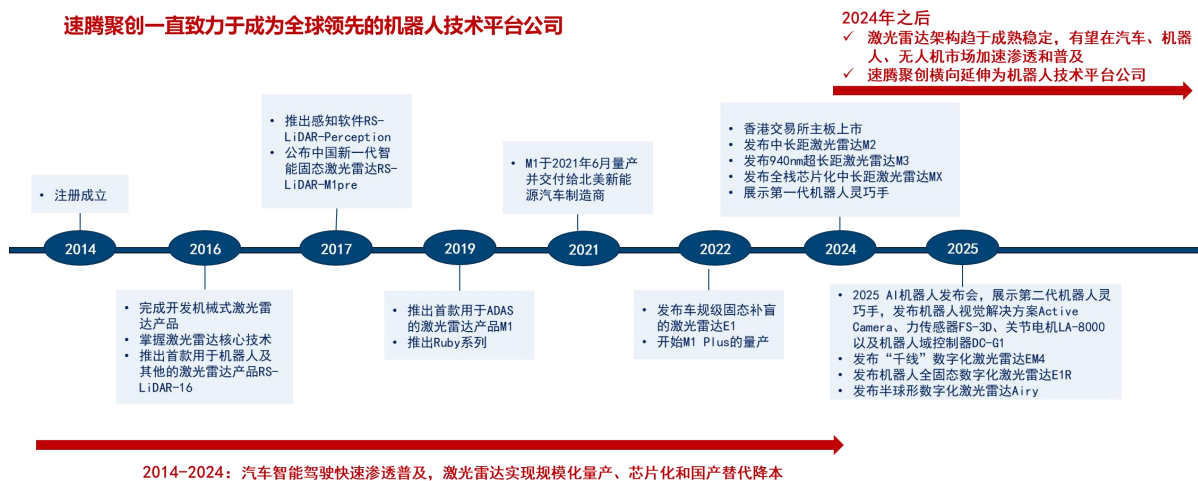 速腾聚创一直致力于成为全球领先的机器人技术平台公司
2024年之后
✓ 激光雷达架构趋于成熟稳定，有望在汽车、机器
人、无人机市场加速渗透和普及
✓ 速腾聚创横向延伸为机器人技术平台公司
• 注册成立
• 推出感知软件RS-
LiDAR-Perception
• 公布中国新一代智
能固态激光雷达RS-
LiDAR-M1pre
• M1于2021年6月量产
并交付给北美新能
源汽车制造商
• 香港交易所主板上市
• 发布中长距激光雷达M2
• 发布940nm超长距激光雷达M3
• 发布全栈芯片化中长距激光雷达MX
• 展示第一代机器人灵巧手
2014
2016
2017
2019
2021
2022
2024
2025
• 完成开发机械式激光雷
达产品
• 掌握激光雷达核心技术
• 推出首款用于机器人及
其他的激光雷达产品RS-
LiDAR-16
• 推出首款用于ADAS
的激光雷达产品M1
• 推出Ruby系列
• 发布车规级固态补盲
的激光雷达E1
• 开始M1 Plus的量产
• 2025 AI机器人发布会，展示第二代机器人灵
巧手，发布机器人视觉解决方案Active
Camera、力传感器FS-3D、关节电机LA-8000
以及机器人域控制器DC-G1
• 发布“千线”数字化激光雷达EM4
• 发布机器人全固态数字化激光雷达E1R
• 发布半球形数字化激光雷达Airy
2014-2024：汽车智能驾驶快速渗透普及，激光雷达实现规模化量产、芯片化和国产替代降本